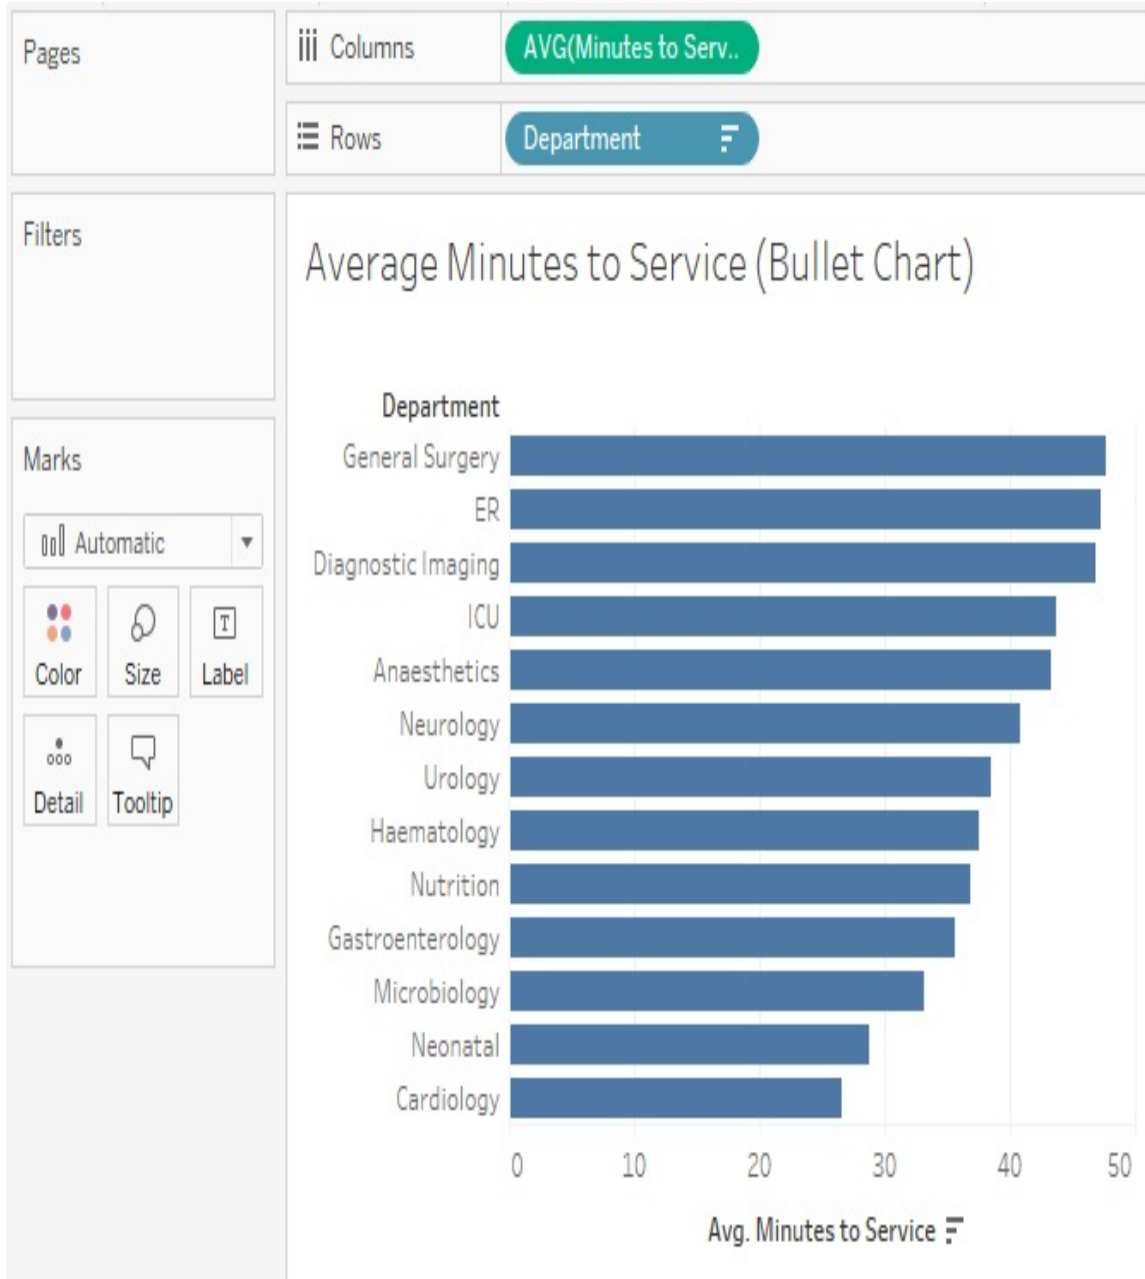 Pages
Columns
AVG(Minutes to Serv..
Rows
Department
Filters
Average Minutes to Service (Bullet Chart)
Marks
Automatic
Color
Size
T
Label
Detail
Tooltip
Department
General Surgery
ER
Diagnostic Imaging
ICU
Anaesthetics
Neurology
Urology
Haematology
Nutrition
Gastroenterology
Microbiology
Neonatal
Cardiology
0 10 20 30 40 50
Avg. Minutes to Service